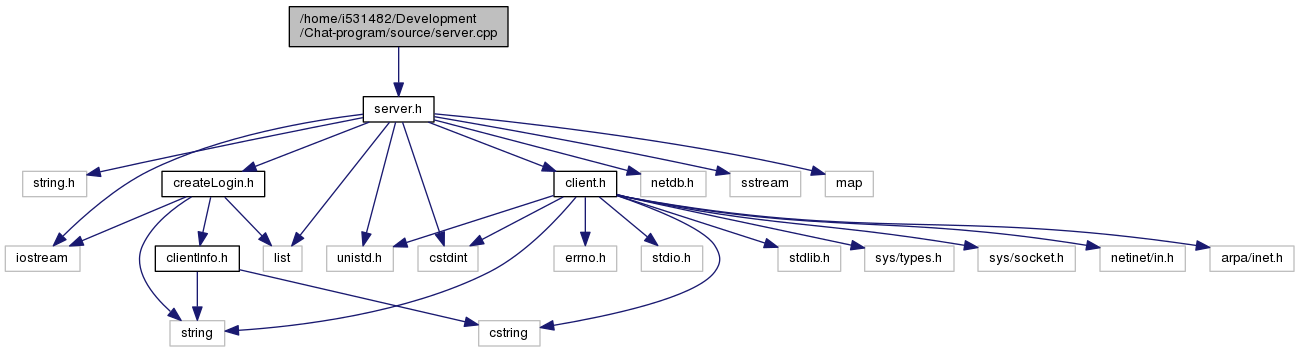 /home/i531482/Development
/Chat-program/source/server.cpp
server.h
string.h
createLogin.h
client.h
netdb.h
sstream
map
iostream
clientInfo.h
list
unistd.h
cstdint
errno.h
stdio.h
stdlib.h
sys/types.h
sys/socket.h
netinet/in.h
arpa/inet.h
string
cstring